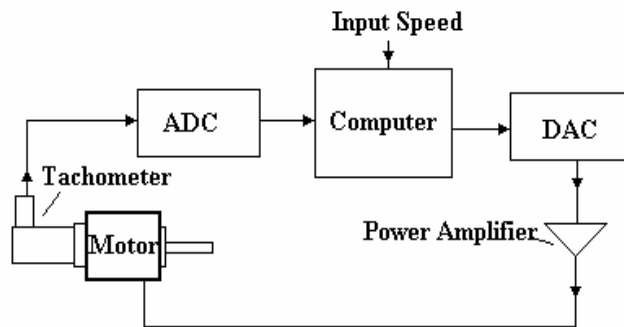 Input Speed
ADC
Computer
DAC
Tachometer
Motor
Power Amplifier